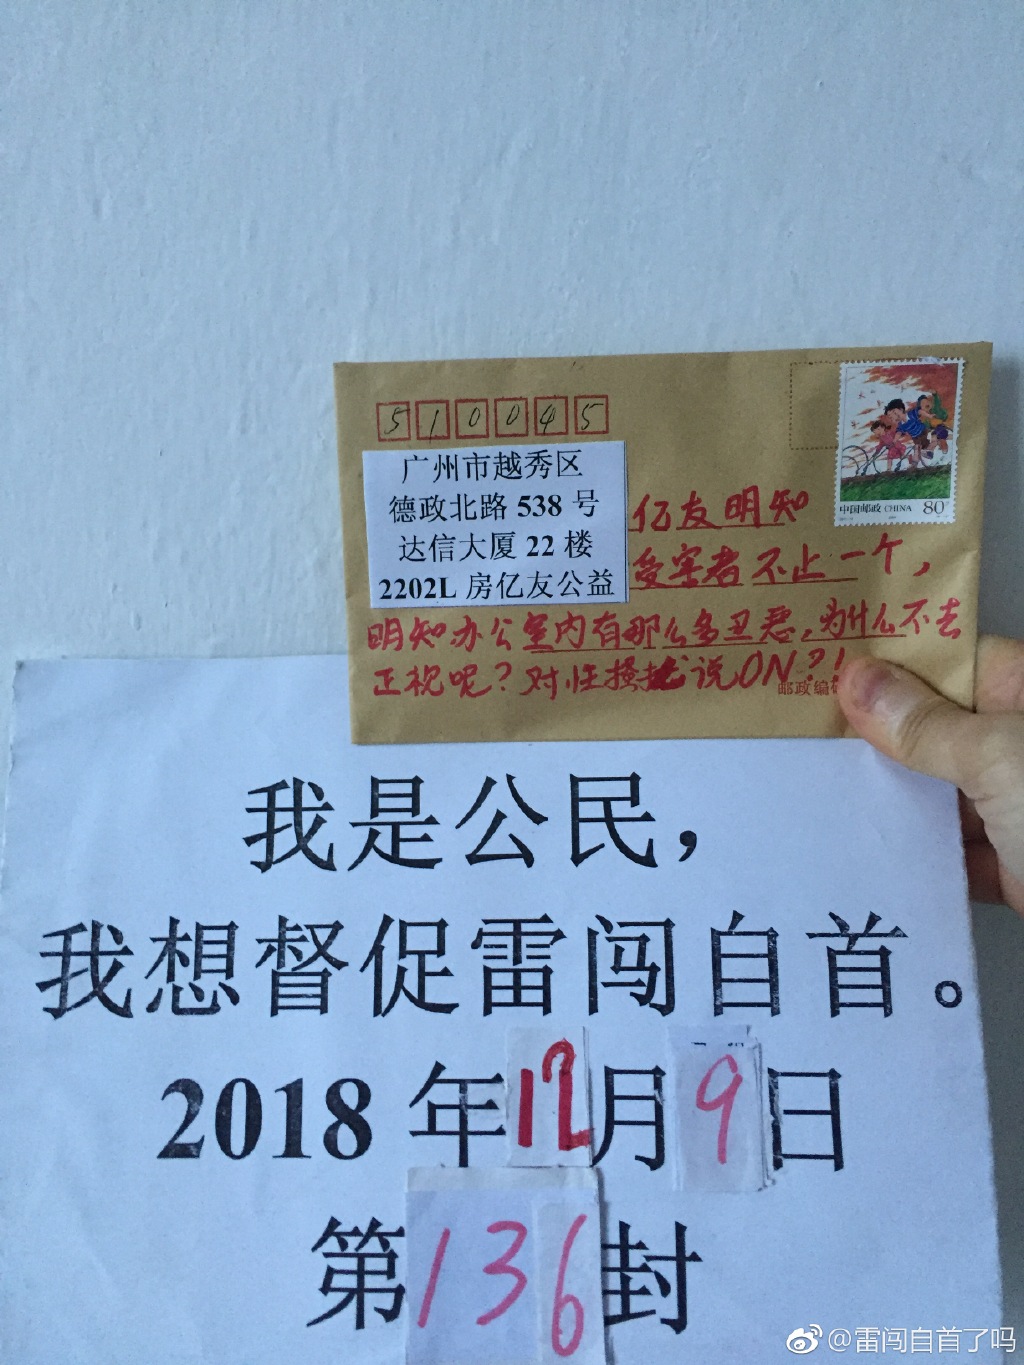 510045
中国邮政 CHINA 80分
广州市越秀区
德政北路 538 号
达信大厦 22 楼
2202L 房亿友公益
亿友明知
受害者不止一个，
明知办公室内有那么多丑恶，为什么不去
正视呢？对性搔扰说ON？！
邮政编
我是公民，
我想督促雷闯自首。
2018 年12月9日
第136封
@雷闯自首了吗